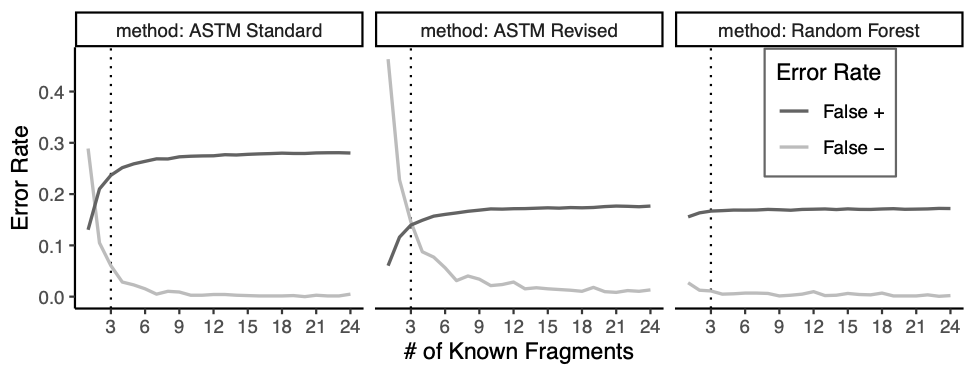 method: ASTM Standard
method: ASTM Revised
method: Random Forest
Error Rate
False +
False −
Error Rate
0.4
0.3
0.2
0.1
0.0
3 6 9 12 15 18 21 24
3 6 9 12 15 18 21 24
3 6 9 12 15 18 21 24
# of Known Fragments